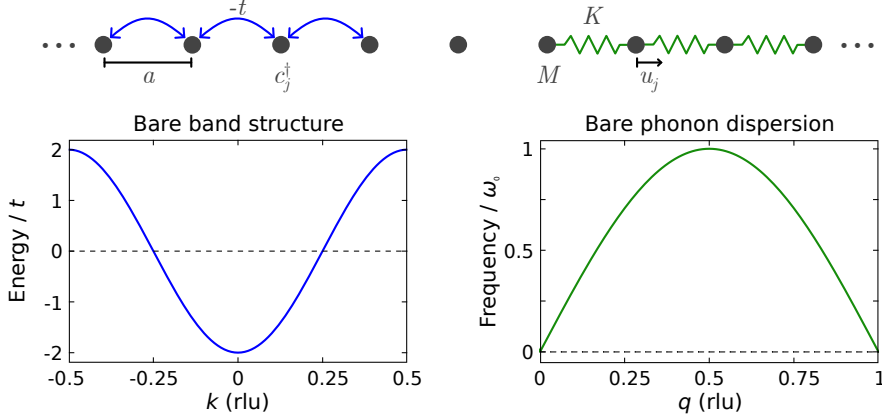 -t
K
a
c†j
M
uj
Bare band structure
Bare phonon dispersion
Energy / t
2
1
0
-1
-2
-0.5
-0.25
0
0.25
0.5
k (rlu)
Frequency / ω₀
1
0.5
0
0
0.25
0.5
0.75
1
q (rlu)